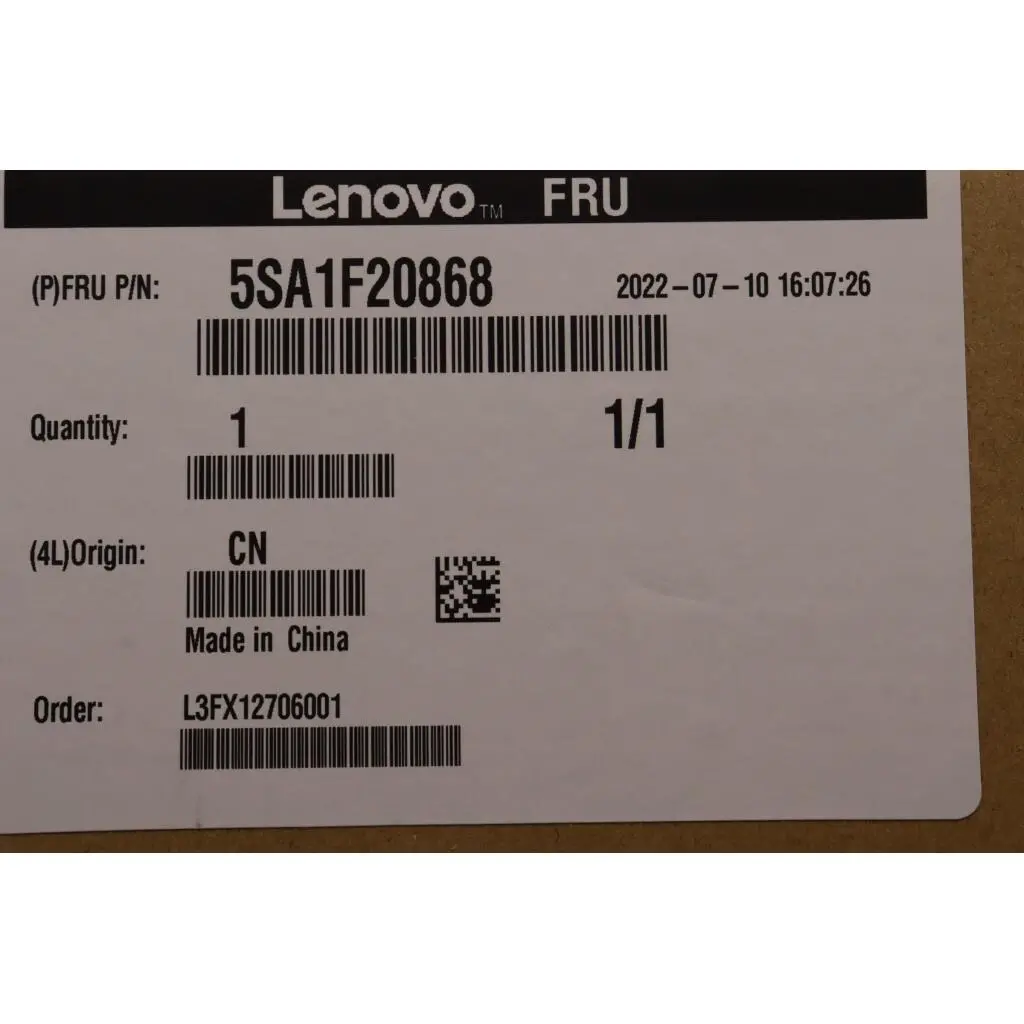 Lenovo™ FRU
(P)FRU P/N: 5SA1F20868 2022-07-10 16:07:26
Quantity: 1 1/1
(4L)Origin: CN
Made in China
Order: L3FX12706001